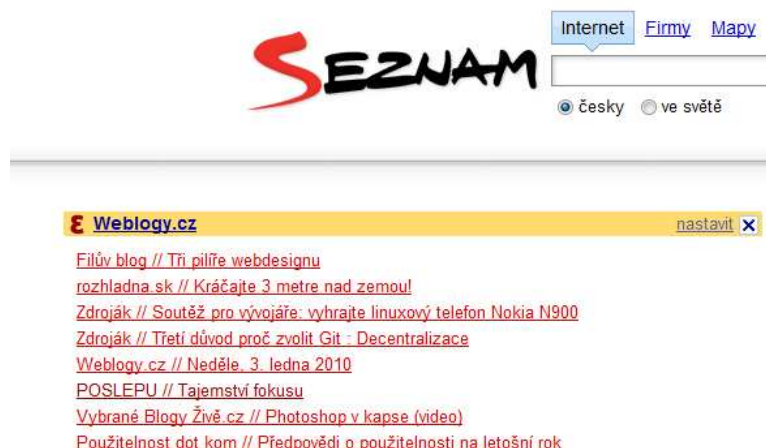 SEZNAM
Internet Firmy Mapy
česky ve světě
Weblogy.cz nastavit
Filův blog // Tři pilíře webdesignu
rozhladna.sk // Kráčajte 3 metre nad zemou!
Zdroják // Soutěž pro vývojáře: vyhrajte linuxový telefon Nokia N900
Zdroják // Třetí důvod proč zvolit Git : Decentralizace
Weblogy.cz // Neděle, 3. ledna 2010
POSLEPU // Tajemství fokusu
Vybrané Blogy Živě.cz // Photoshop v kapse (video)
Použitelnost dot kom // Předpovědi o použitelnosti na letošní rok